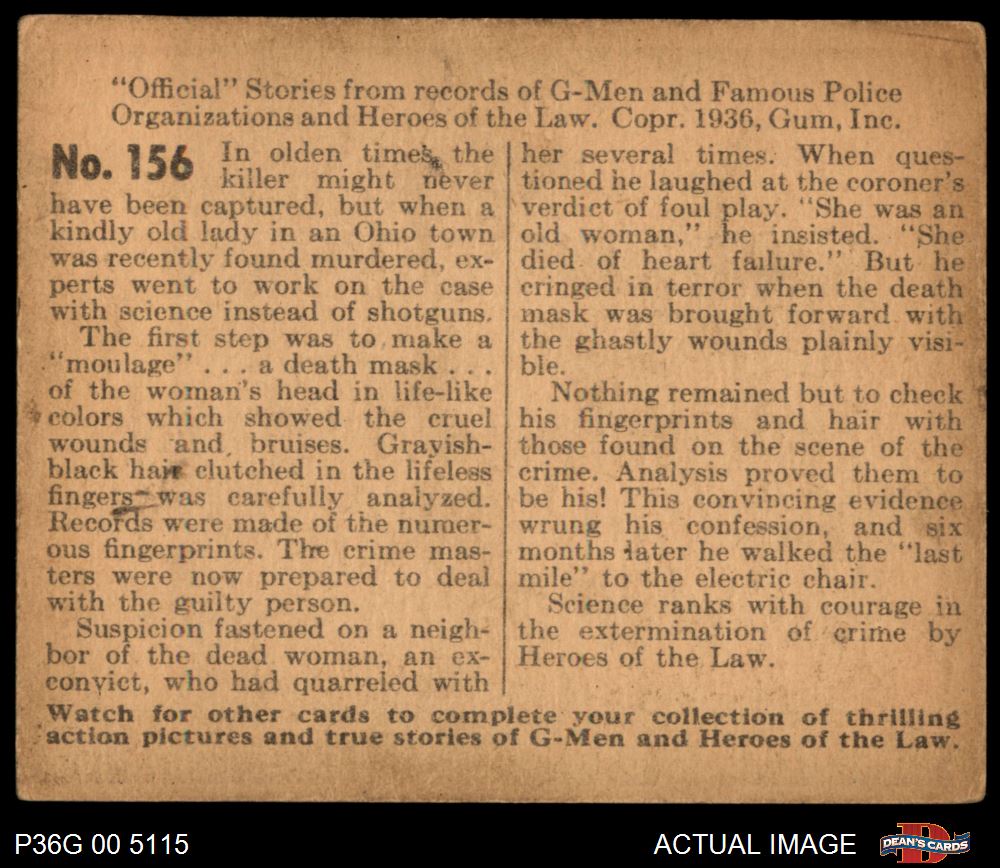 "Official" Stories from records of G-Men and Famous Police
Organizations and Heroes of the Law. Copr. 1936, Gum, Inc.
No. 156
In olden times, the
killer might never
have been captured, but when a
kindly old lady in an Ohio town
was recently found murdered, ex-
perts went to work on the case
with science instead of shotguns.
The first step was to make a
"moulage" . . . a death mask . . .
of the woman's head in life-like
colors which showed the cruel
wounds and bruises. Grayish-
black hair clutched in the lifeless
fingers was carefully analyzed.
Records were made of the numer-
ous fingerprints. The crime mas-
ters were now prepared to deal
with the guilty person.
Suspicion fastened on a neigh-
bor of the dead woman, an ex-
convict, who had quarreled with
her several times. When ques-
tioned he laughed at the coroner's
verdict of foul play. "She was an
old woman," he insisted. "She
died of heart failure." But he
cringed in terror when the death
mask was brought forward with
the ghastly wounds plainly visi-
ble.
Nothing remained but to check
his fingerprints and hair with
those found on the scene of the
crime. Analysis proved them to
be his! This convincing evidence
wrung his confession, and six
months later he walked the "last
mile" to the electric chair.
Science ranks with courage in
the extermination of crime by
Heroes of the Law.
Watch for other cards to complete your collection of thrilling
action pictures and true stories of G-Men and Heroes of the Law.
P36G 00 5115
ACTUAL IMAGE
D
DEAN'S CARDS